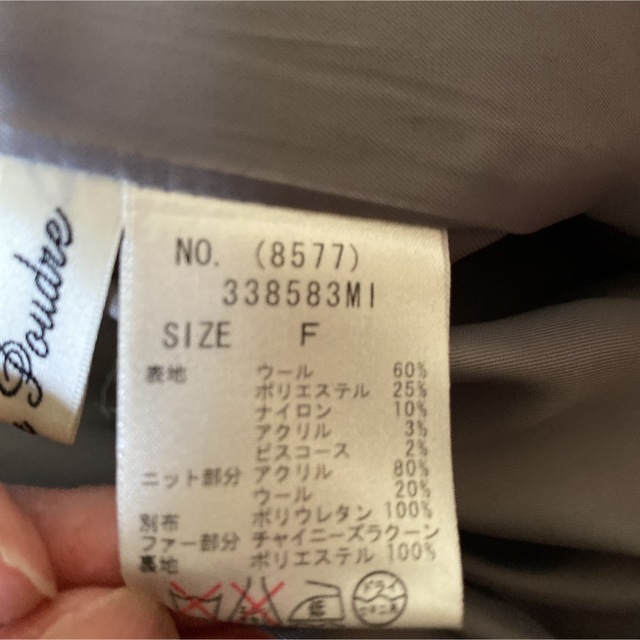 Poudre
NO. (8577)
338583MI
SIZE F
表地 ウール 60%
ポリエステル 25%
ナイロン 10%
アクリル 3%
ビスコース 2%
ニット部分 アクリル 80%
ウール 20%
別布 ポリウレタン 100%
ファー部分 チャイニーズラクーン
裏地 ポリエステル 100%
ドライ